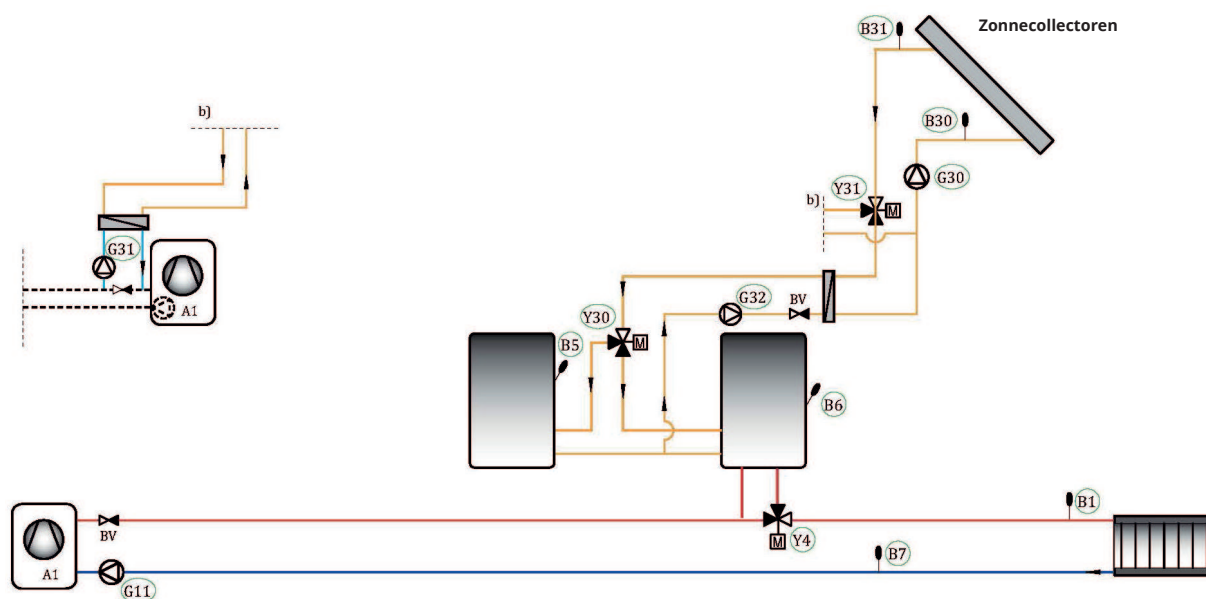 B31
Zonnecollectoren
b)
B30
G30
Y31
b)
M
G31
G32
BV
A1
Y30
M
B5
B6
B1
BV
M
Y4
B7
A1
G11